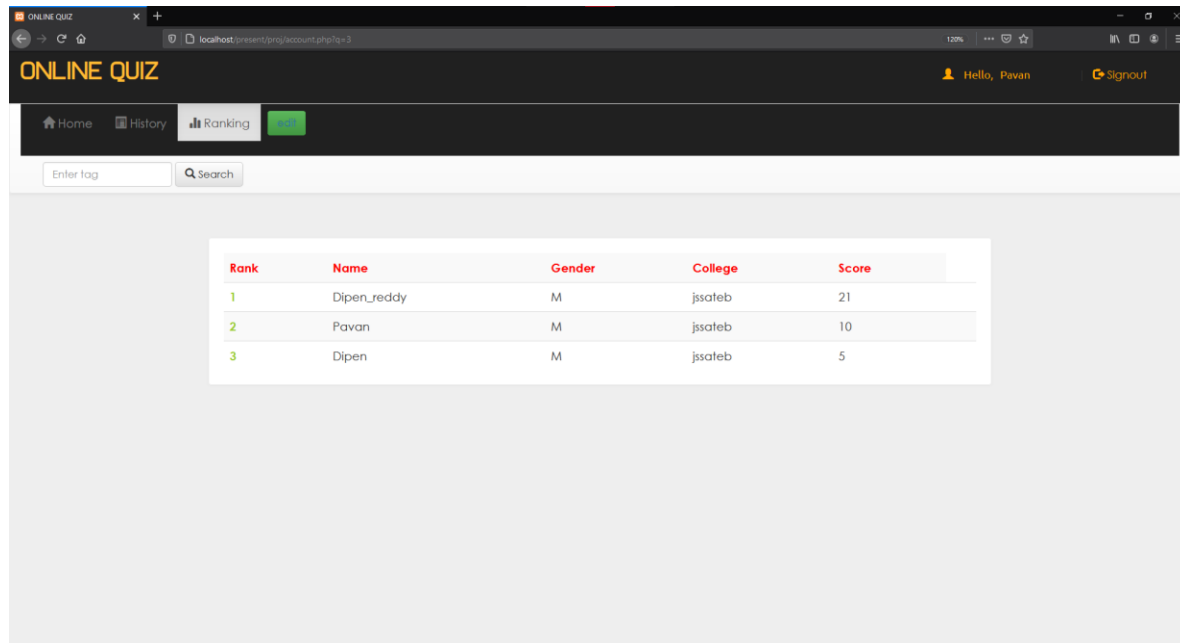 ONLINE QUIZ
localhost/present/proj/account.php?q=3
120%
ONLINE QUIZ
Hello, Pavan
Signout
Home History Ranking edit
Enter tag Search
Rank Name Gender College Score
1 Dipen_reddy M jssateb 21
2 Pavan M jssateb 10
3 Dipen M jssateb 5